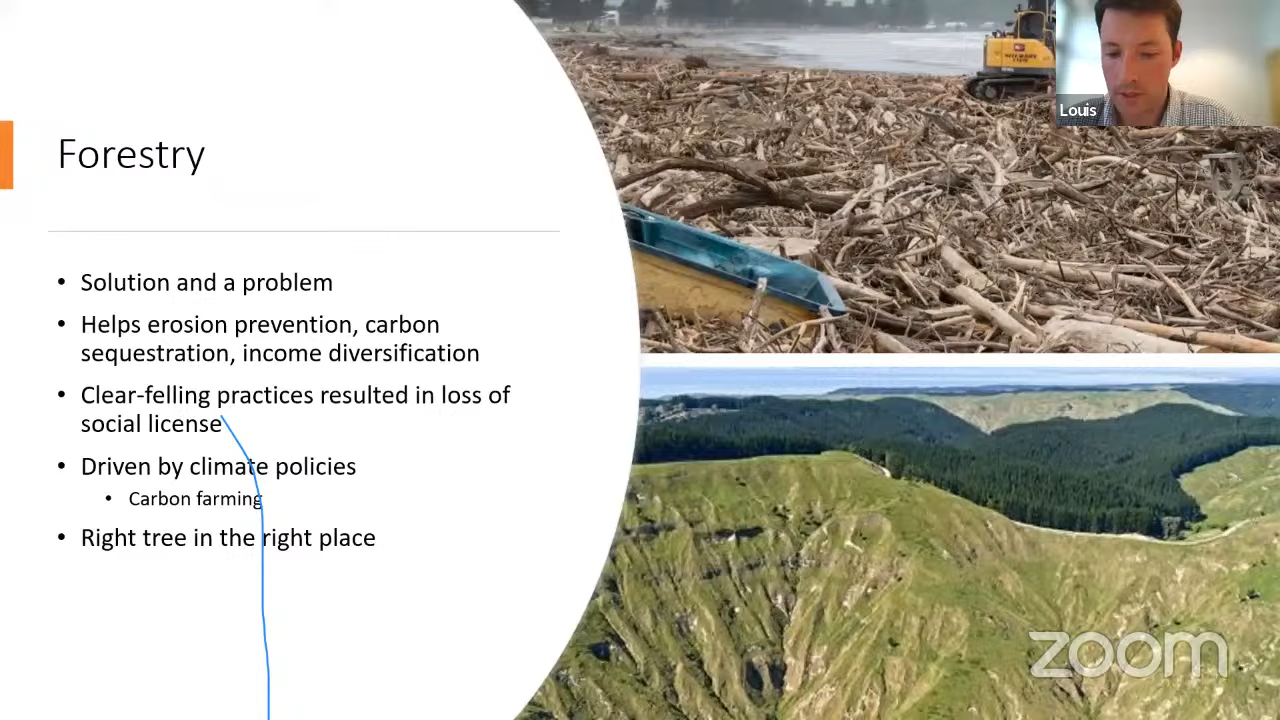 Louis
Forestry
• Solution and a problem
• Helps erosion prevention, carbon
sequestration, income diversification
• Clear-felling practices resulted in loss of
social license
• Driven by climate policies
• Carbon farming
• Right tree in the right place
zoom